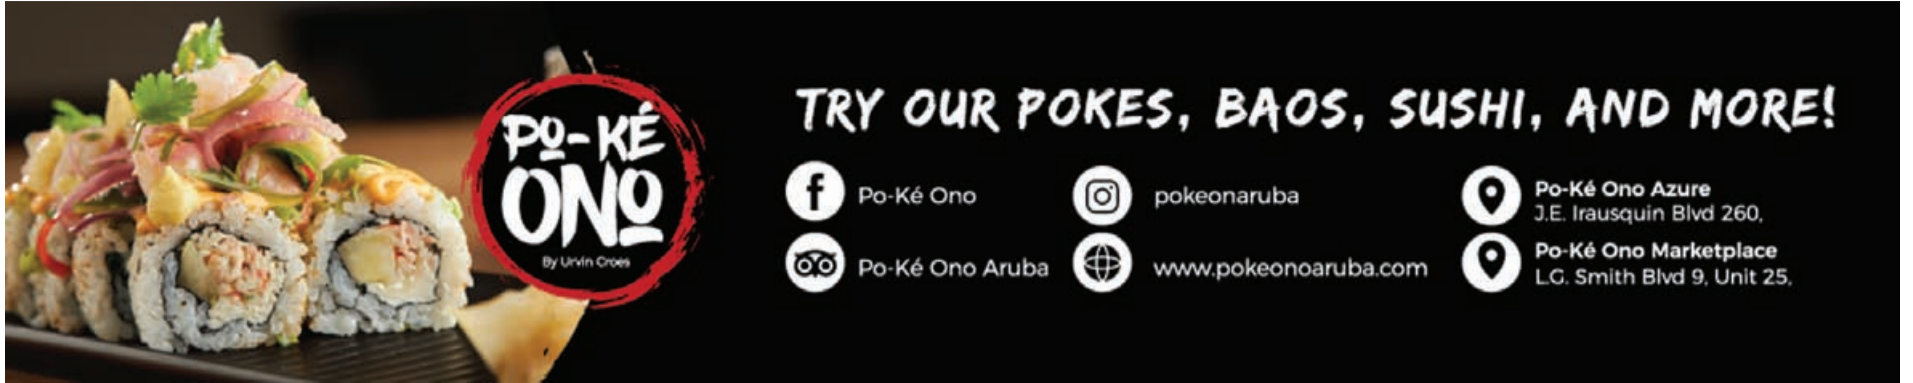 PO-KÉ
ONO
By Urvin Croes
TRY OUR POKES, BAOS, SUSHI, AND MORE!
Po-Ké Ono
Po-Ké Ono Aruba
pokeonaruba
www.pokeonoaruba.com
Po-Ké Ono Azure
J.E. Irausquin Blvd 260,
Po-Ké Ono Marketplace
L.G. Smith Blvd 9, Unit 25,